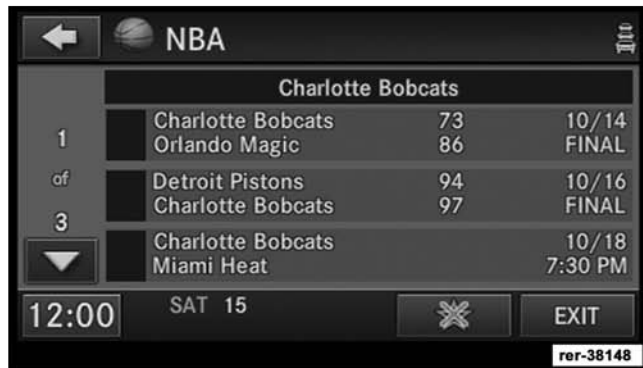 NBA
Charlotte Bobcats
Charlotte Bobcats 73 10/14
Orlando Magic 86 FINAL
1
of
3
Detroit Pistons 94 10/16
Charlotte Bobcats 97 FINAL
Charlotte Bobcats 10/18
Miami Heat 7:30 PM
12:00 SAT 15 EXIT
rer-38148